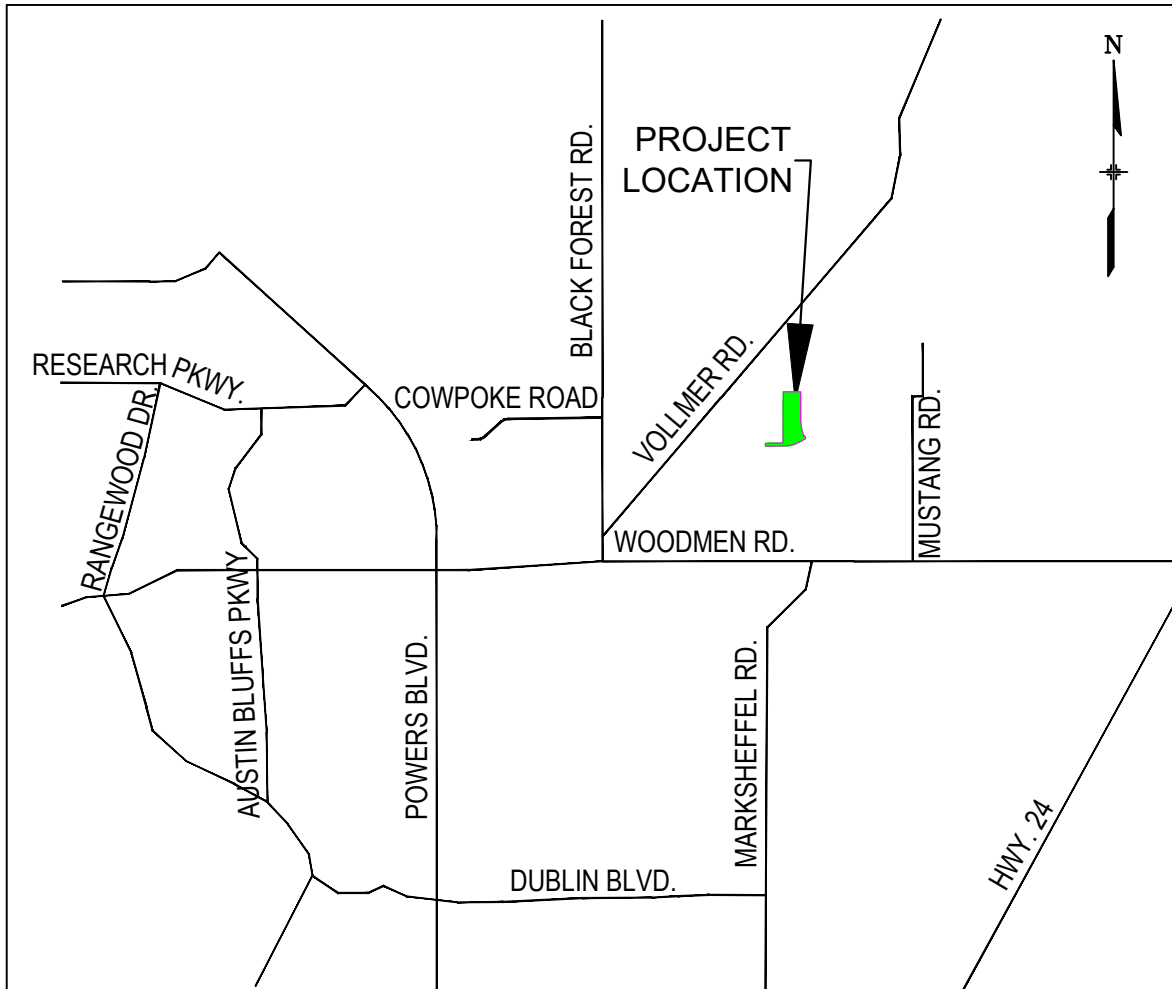 N
PROJECT
LOCATION
BLACK FOREST RD.
VOLLMER RD.
RESEARCH PKWY.
RANGEWOOD DR.
COWPOKE ROAD
MUSTANG RD.
WOODMEN RD.
AUSTIN BLUFFS PKWY
POWERS BLVD.
MARKSHEFFEL RD.
HWY. 24
DUBLIN BLVD.